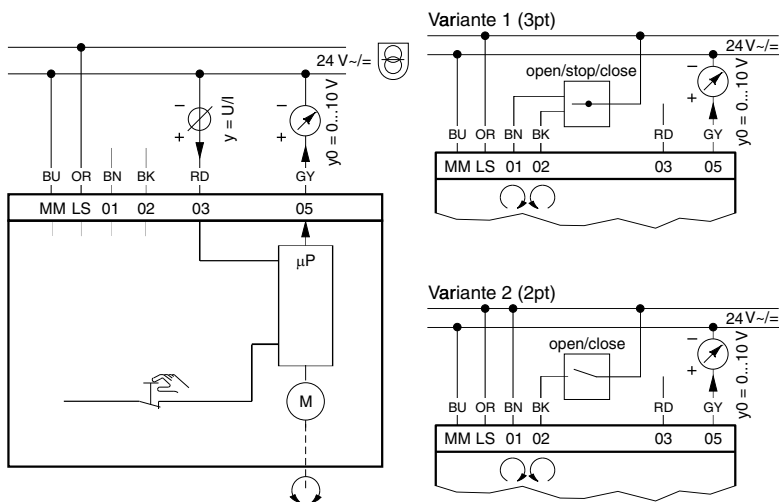 24 V~/=
−
+
y = U/I
−
+
y0 = 0...10 V
BU OR BN BK RD GY
MM LS 01 02 03 05
µP
M
Variante 1 (3pt)
24 V~/=
open/stop/close
−
+
y0 = 0...10 V
BU OR BN BK RD GY
MM LS 01 02 03 05
Variante 2 (2pt)
24 V~/=
open/close
−
+
y0 = 0...10 V
BU OR BN BK RD GY
MM LS 01 02 03 05